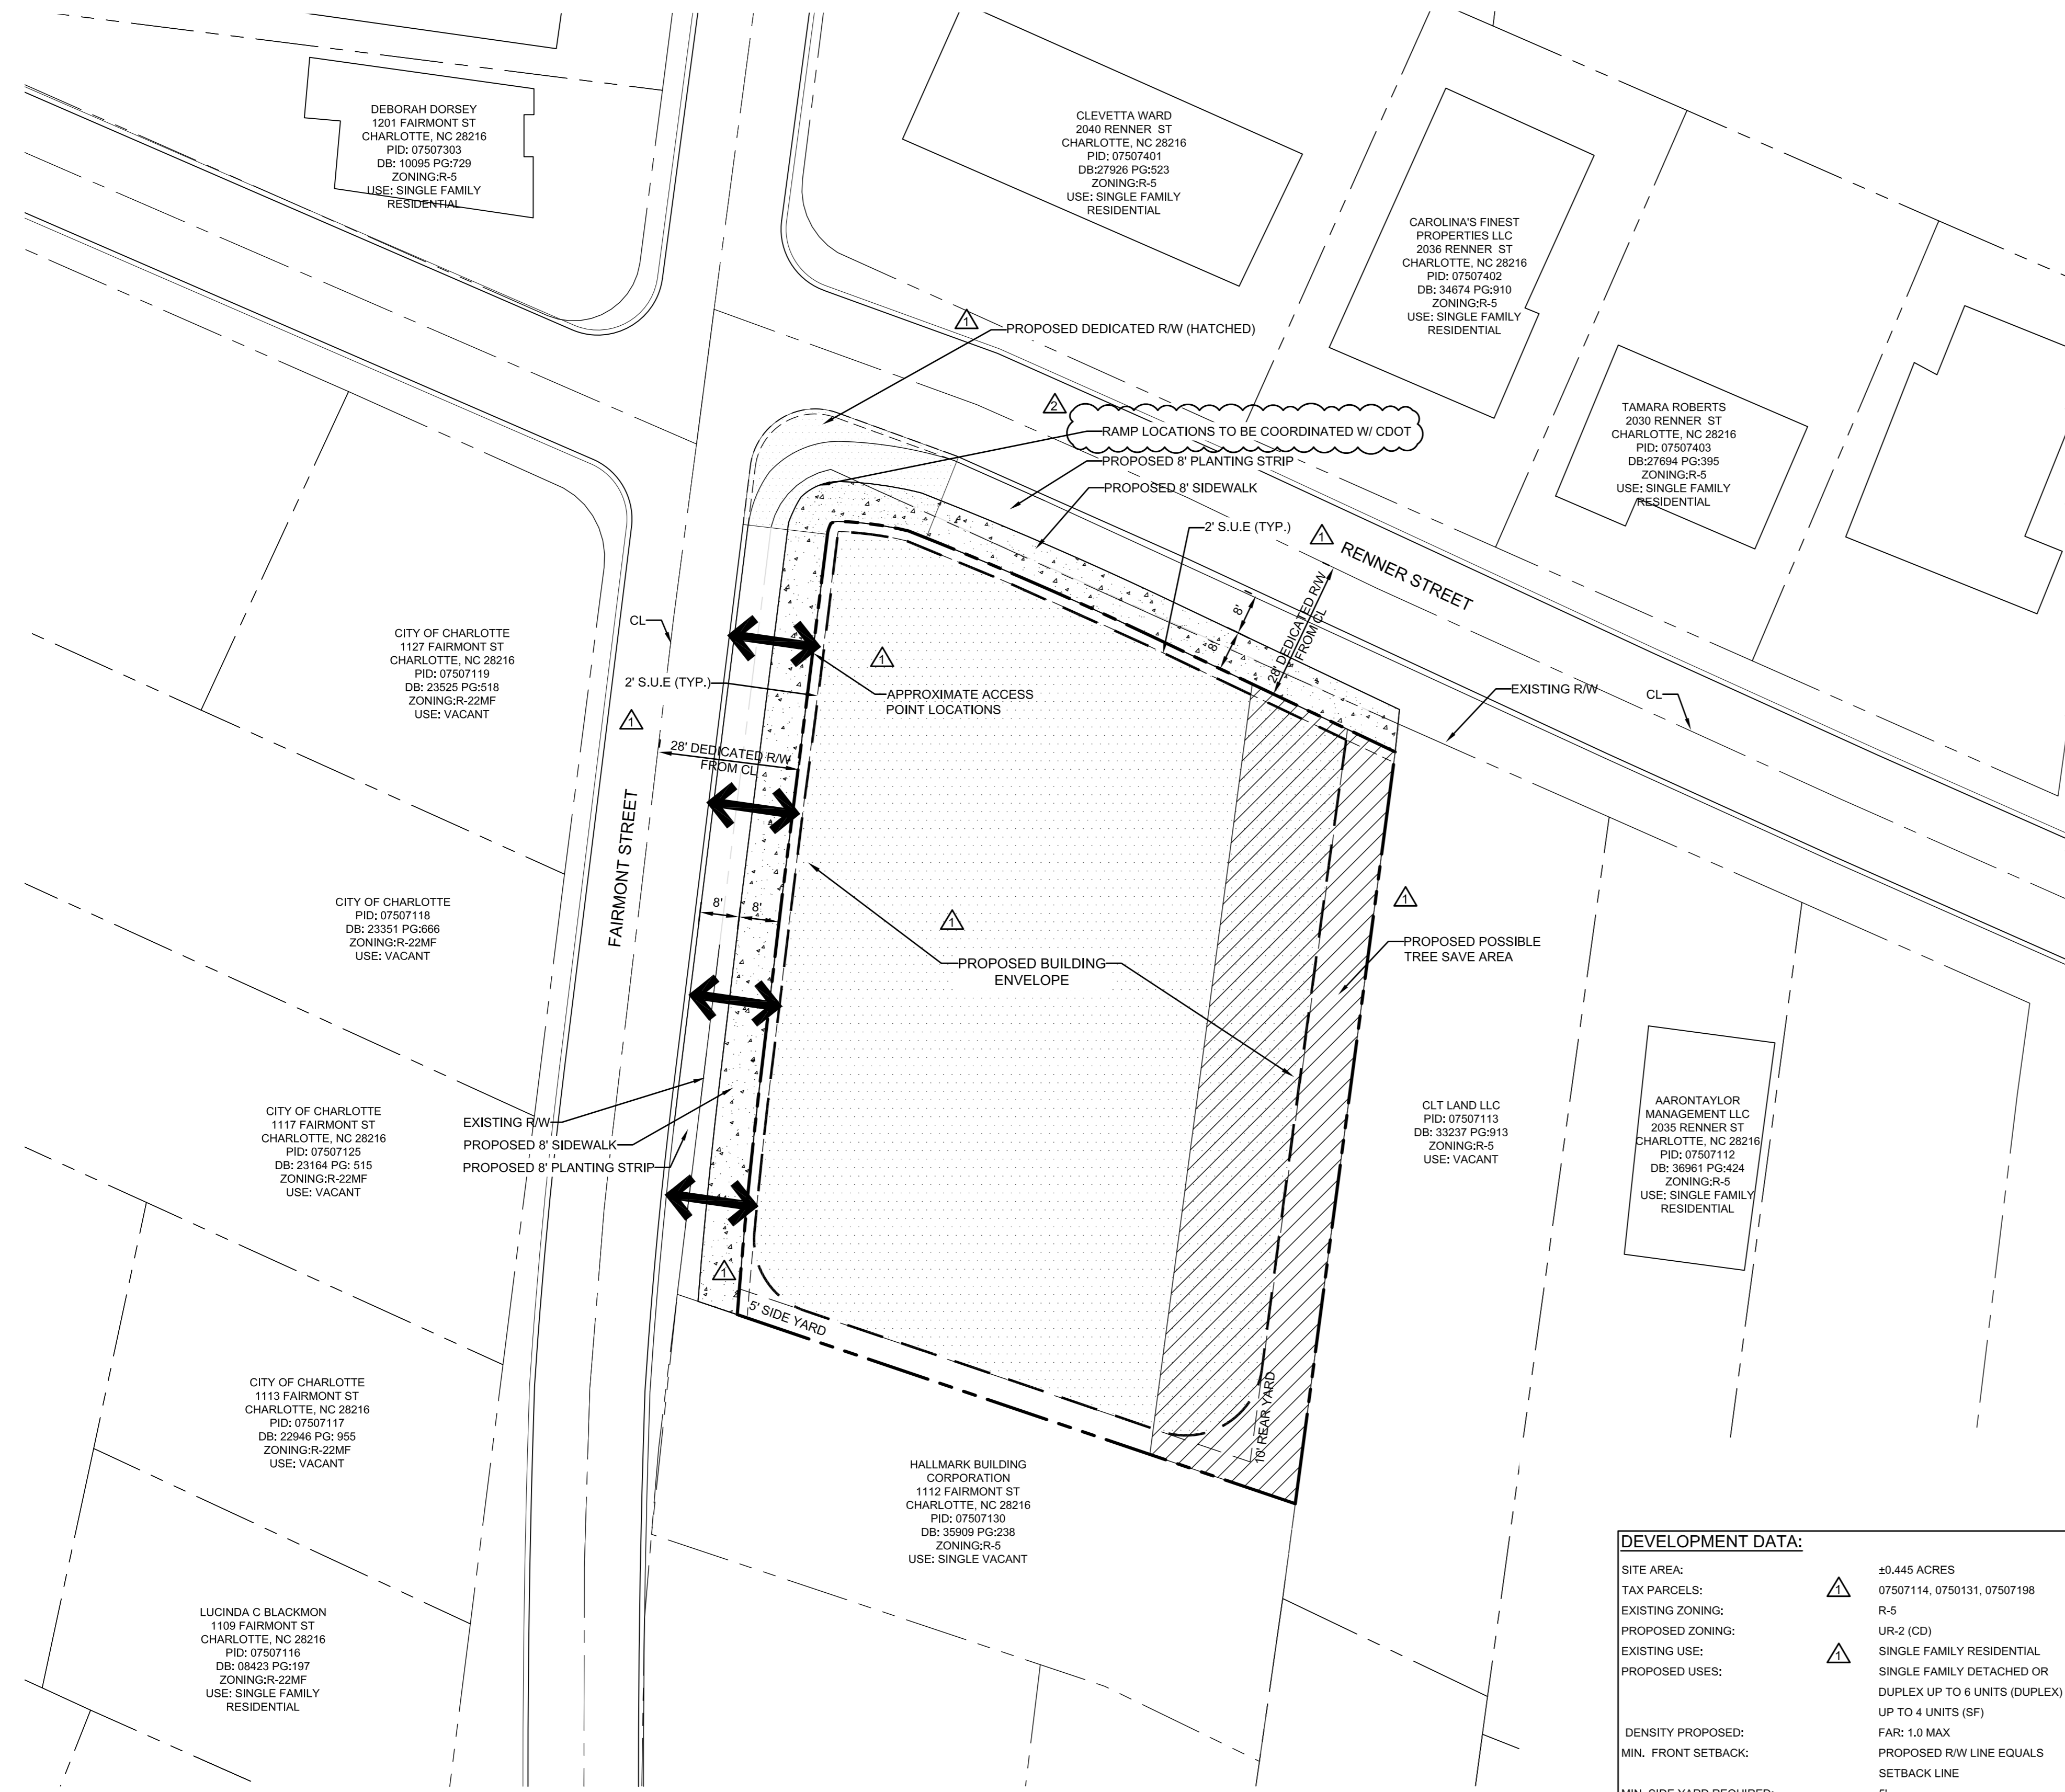 DEBORAH DORSEY
1201 FAIRMONT ST
CHARLOTTE, NC 28216
PID: 07507303
DB: 10095 PG:729
ZONING:R-5
USE: SINGLE FAMILY
RESIDENTIAL
CLEVETTA WARD
2040 RENNER ST
CHARLOTTE, NC 28216
PID: 07507401
DB:27926 PG:523
ZONING:R-5
USE: SINGLE FAMILY
RESIDENTIAL
CAROLINA'S FINEST
PROPERTIES LLC
2036 RENNER ST
CHARLOTTE, NC 28216
PID: 07507402
DB: 34674 PG:910
ZONING:R-5
USE: SINGLE FAMILY
RESIDENTIAL
TAMARA ROBERTS
2030 RENNER ST
CHARLOTTE, NC 28216
PID: 07507403
DB:27694 PG:395
ZONING:R-5
USE: SINGLE FAMILY
RESIDENTIAL
1
PROPOSED DEDICATED R/W (HATCHED)
2
RAMP LOCATIONS TO BE COORDINATED W/ CDOT
PROPOSED 8' PLANTING STRIP
PROPOSED 8' SIDEWALK
2' S.U.E (TYP.)
1
RENNER STREET
8'
8'
28' DEDICATED R/W
FROM CL
EXISTING R/W
CL
CITY OF CHARLOTTE
1127 FAIRMONT ST
CHARLOTTE, NC 28216
PID: 07507119
DB: 23525 PG:518
ZONING:R-22MF
USE: VACANT
CL
2' S.U.E (TYP.)
1
1
APPROXIMATE ACCESS
POINT LOCATIONS
28' DEDICATED R/W
FROM CL
FAIRMONT STREET
8'
8'
1
PROPOSED BUILDING
ENVELOPE
1
PROPOSED POSSIBLE
TREE SAVE AREA
CITY OF CHARLOTTE
PID: 07507118
DB: 23351 PG:666
ZONING:R-22MF
USE: VACANT
CITY OF CHARLOTTE
1117 FAIRMONT ST
CHARLOTTE, NC 28216
PID: 07507125
DB: 23164 PG: 515
ZONING:R-22MF
USE: VACANT
EXISTING R/W
PROPOSED 8' SIDEWALK
PROPOSED 8' PLANTING STRIP
CLT LAND LLC
PID: 07507113
DB: 33237 PG:913
ZONING:R-5
USE: VACANT
AARONTAYLOR
MANAGEMENT LLC
2035 RENNER ST
CHARLOTTE, NC 28216
PID: 07507112
DB: 36961 PG:424
ZONING:R-5
USE: SINGLE FAMILY
RESIDENTIAL
1
5' SIDE YARD
10' REAR YARD
CITY OF CHARLOTTE
1113 FAIRMONT ST
CHARLOTTE, NC 28216
PID: 07507117
DB: 22946 PG: 955
ZONING:R-22MF
USE: VACANT
HALLMARK BUILDING
CORPORATION
1112 FAIRMONT ST
CHARLOTTE, NC 28216
PID: 07507130
DB: 35909 PG:238
ZONING:R-5
USE: SINGLE VACANT
LUCINDA C BLACKMON
1109 FAIRMONT ST
CHARLOTTE, NC 28216
PID: 07507116
DB: 08423 PG:197
ZONING:R-22MF
USE: SINGLE FAMILY
RESIDENTIAL
DEVELOPMENT DATA:
SITE AREA: ±0.445 ACRES
TAX PARCELS: 1 07507114, 0750131, 07507198
EXISTING ZONING: R-5
PROPOSED ZONING: UR-2 (CD)
EXISTING USE: 1 SINGLE FAMILY RESIDENTIAL
PROPOSED USES: SINGLE FAMILY DETACHED OR
DUPLEX UP TO 6 UNITS (DUPLEX)
UP TO 4 UNITS (SF)
DENSITY PROPOSED: FAR: 1.0 MAX
MIN. FRONT SETBACK: PROPOSED R/W LINE EQUALS
SETBACK LINE
MIN. SIDE YARD REQUIRED: 5'